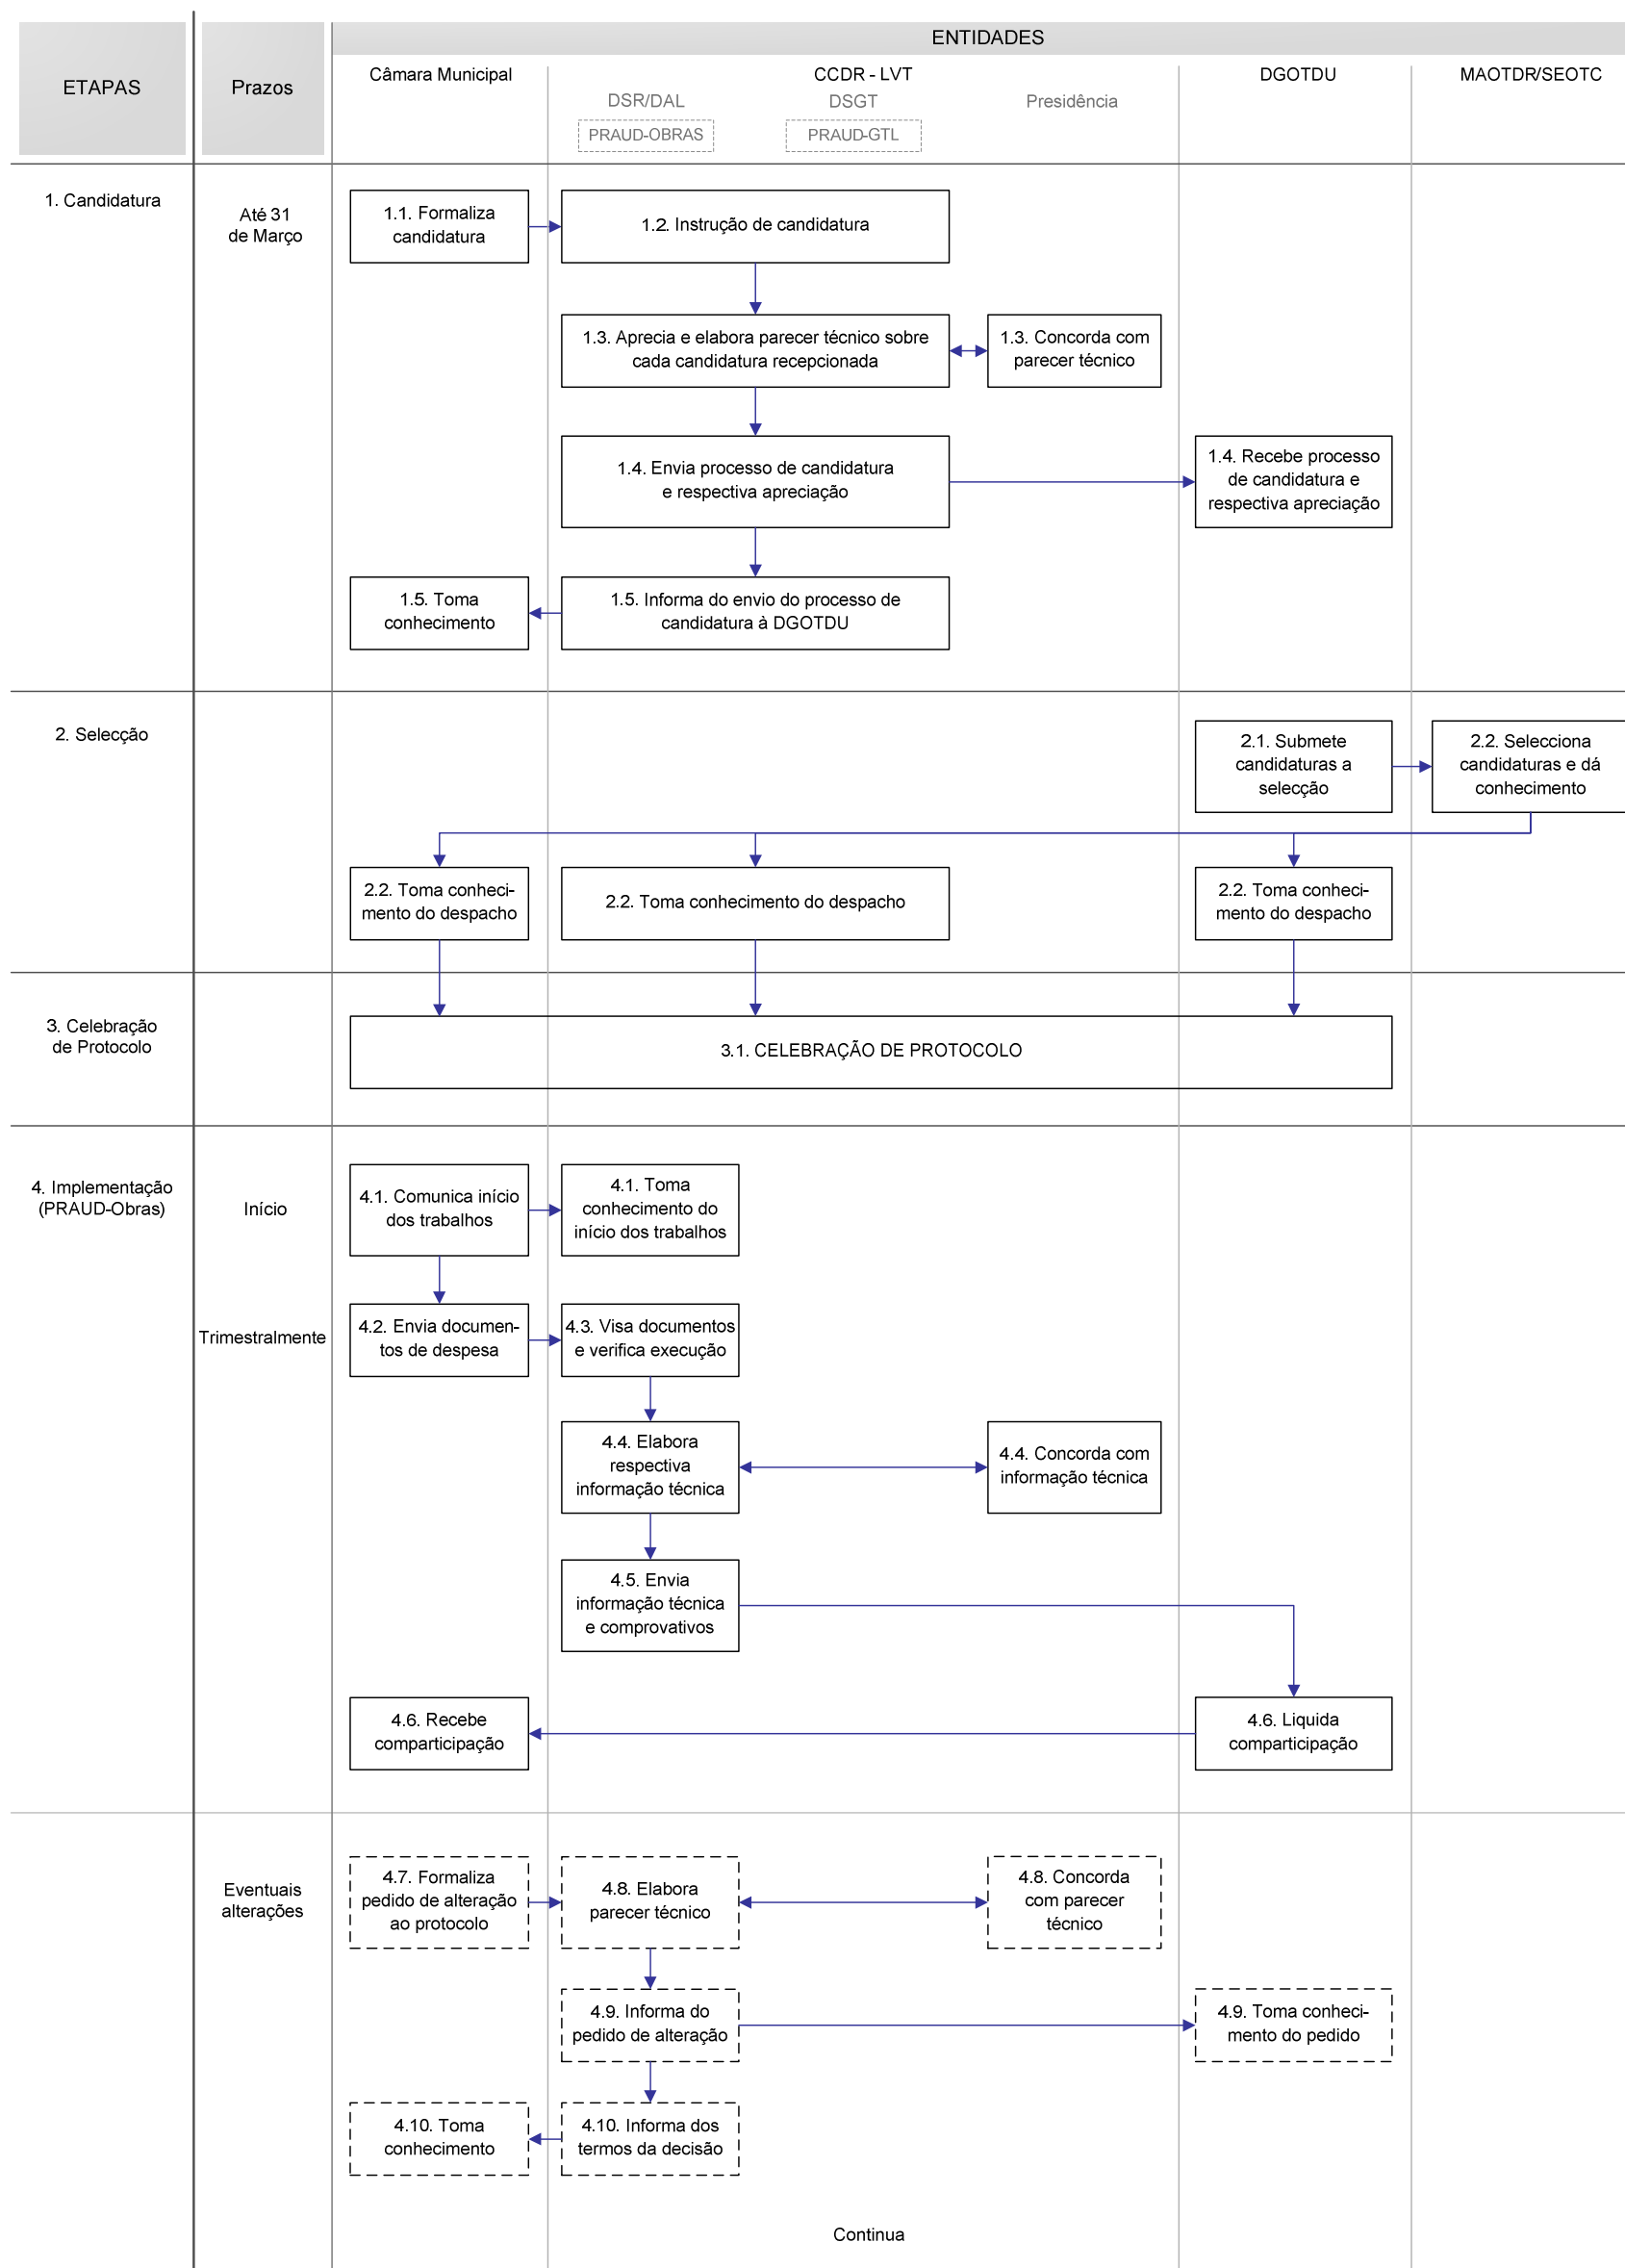 ENTIDADES
ETAPAS
Prazos
Câmara Municipal
CCDR - LVT
DGOTDU
MAOTDR/SEOTC
DSR/DAL
DSGT
Presidência
PRAUD-OBRAS
PRAUD-GTL
1. Candidatura
Até 31
de Março
1.1. Formaliza
candidatura
1.2. Instrução de candidatura
1.3. Aprecia e elabora parecer técnico sobre
cada candidatura recepcionada
1.3. Concorda com
parecer técnico
1.4. Envia processo de candidatura
e respectiva apreciação
1.4. Recebe processo
de candidatura e
respectiva apreciação
1.5. Toma
conhecimento
1.5. Informa do envio do processo de
candidatura à DGOTDU
2. Selecção
2.1. Submete
candidaturas a
selecção
2.2. Selecciona
candidaturas e dá
conhecimento
2.2. Toma conheci-
mento do despacho
2.2. Toma conhecimento do despacho
2.2. Toma conheci-
mento do despacho
3. Celebração
de Protocolo
3.1. CELEBRAÇÃO DE PROTOCOLO
4. Implementação
(PRAUD-Obras)
Início
4.1. Comunica início
dos trabalhos
4.1. Toma
conhecimento do
início dos trabalhos
Trimestralmente
4.2. Envia documen-
tos de despesa
4.3. Visa documentos
e verifica execução
4.4. Elabora
respectiva
informação técnica
4.4. Concorda com
informação técnica
4.5. Envia
informação técnica
e comprovativos
4.6. Recebe
comparticipação
4.6. Liquida
comparticipação
Eventuais
alterações
4.7. Formaliza
pedido de alteração
ao protocolo
4.8. Elabora
parecer técnico
4.8. Concorda
com parecer
técnico
4.9. Informa do
pedido de alteração
4.9. Toma conheci-
mento do pedido
4.10. Toma
conhecimento
4.10. Informa dos
termos da decisão
Continua